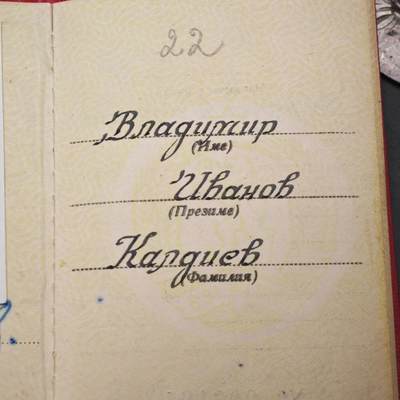 22
Владимир
(Име)
Иванов
(Презиме)
Калдиев
(Фамилия)